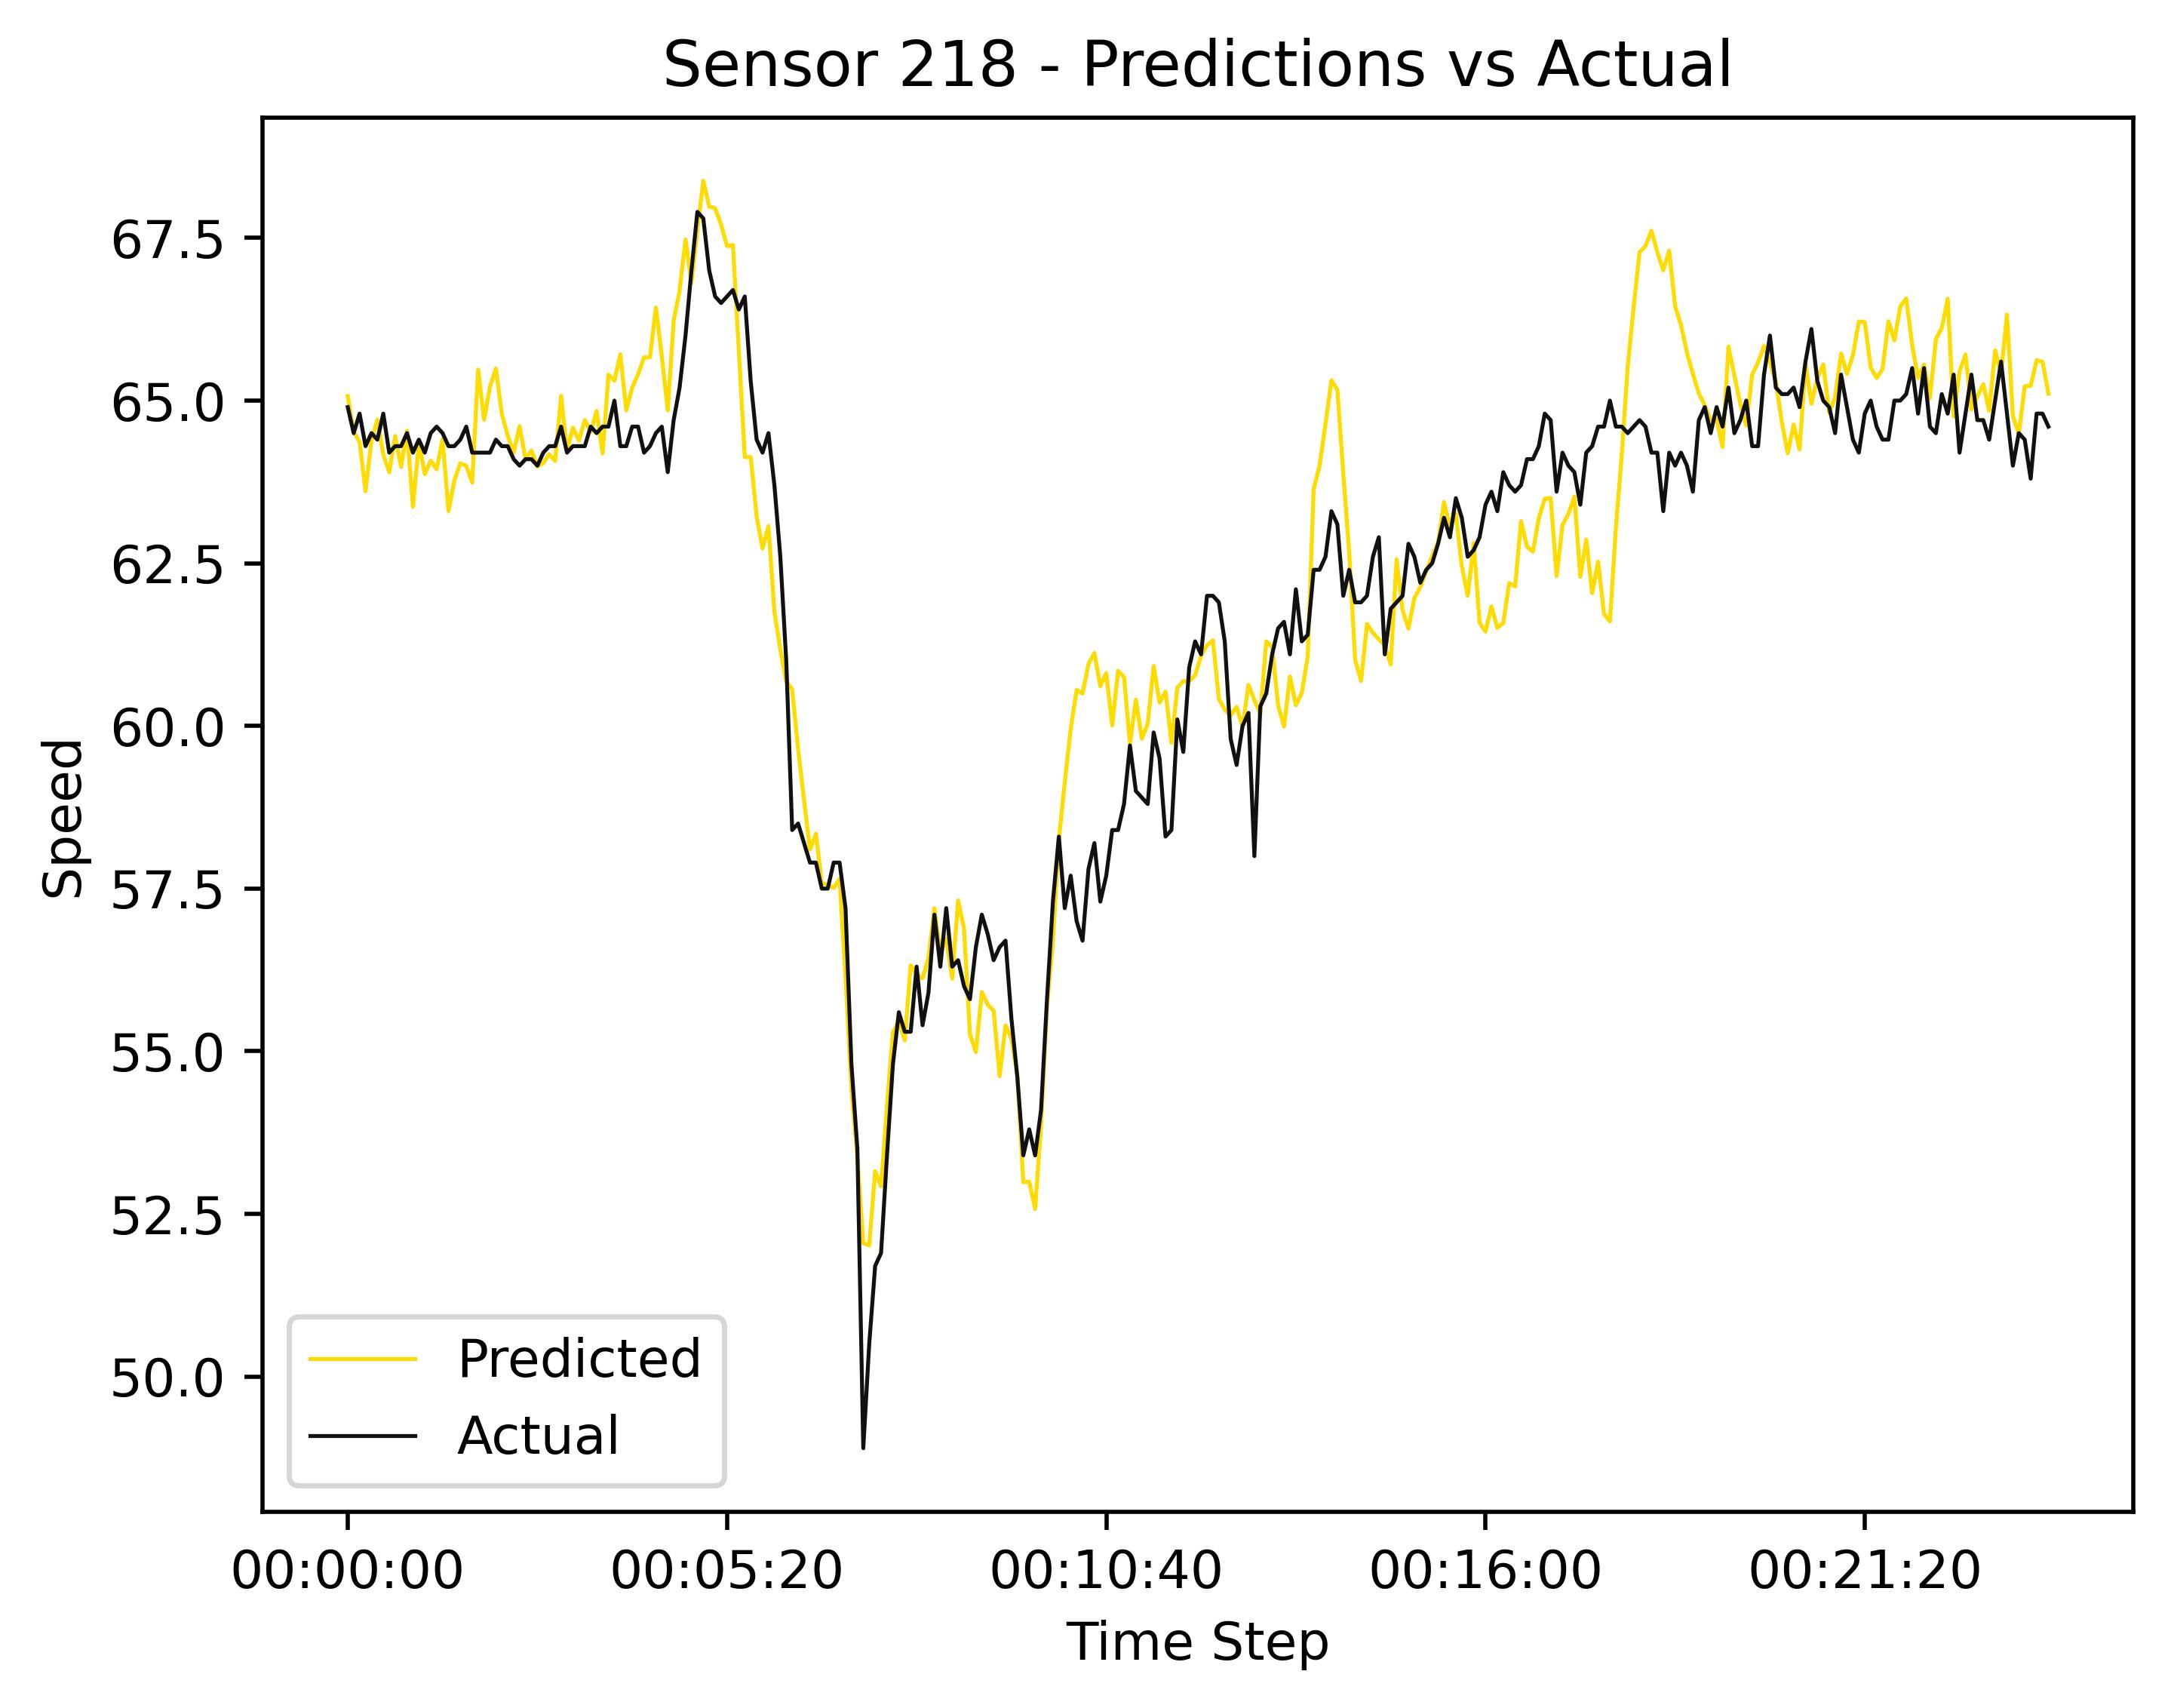 Sensor 218 - Predictions vs Actual
Speed
67.5
65.0
62.5
60.0
57.5
55.0
52.5
50.0
Predicted
Actual
00:00:00 00:05:20 00:10:40 00:16:00 00:21:20
Time Step